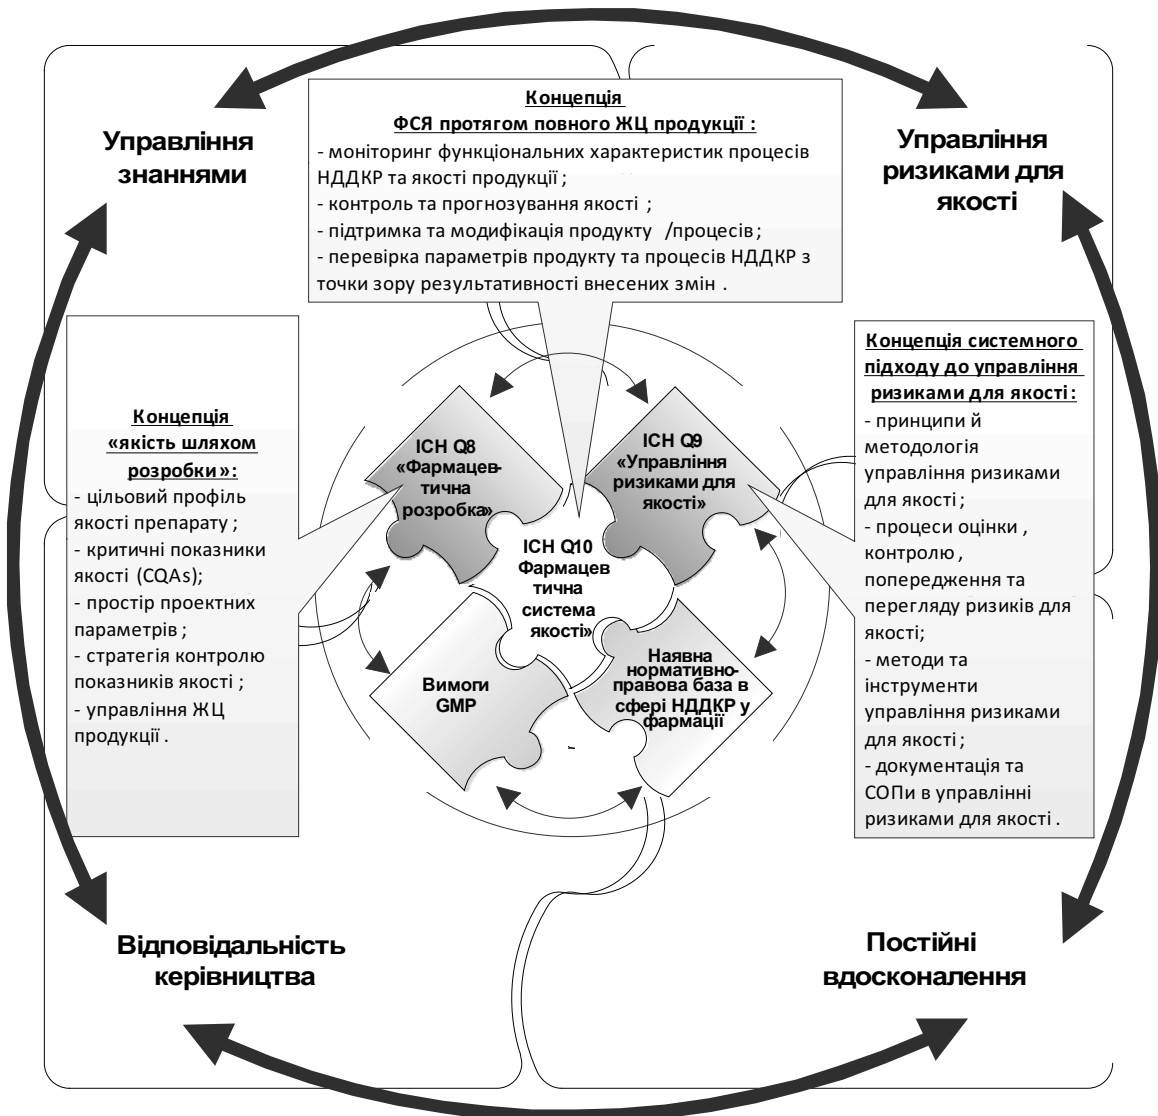 Управління
знаннями
Концепція
ФСЯ протягом повного ЖЦ продукції :
- моніторинг функціональних характеристик процесів
НДДКР та якості продукції ;
- контроль та прогнозування якості ;
- підтримка та модифікація продукту /процесів ;
- перевірка параметрів продукту та процесів НДДКР з
точки зору результативності внесених змін .
Управління
ризиками для
якості
Концепція
«якість шляхом
розробки»:
- цільовий профіль
якості препарату ;
- критичні показники
якості (CQAs);
- простір проектних
параметрів ;
- стратегія контролю
показників якості ;
- управління ЖЦ
продукції .
ICH Q8
«Фармацев-
тична
розробка»
ICH Q9
«Управління
ризиками для
якості»
ICH Q10
Фармацев
тична
система
якості»
Вимоги
GMP
Наявна
нормативно-
правова база в
сфері НДДКР у
фармації
Концепція системного
підходу до управління
ризиками для якості :
- принципи й
методологія
управління ризиками
для якості ;
- процеси оцінки ,
контролю ,
попередження та
перегляду ризиків для
якості;
- методи та
інструменти
управління ризиками
для якості ;
- документація та
СОПи в управлінні
ризиками для якості .
Відповідальність
керівництва
Постійні
вдосконалення